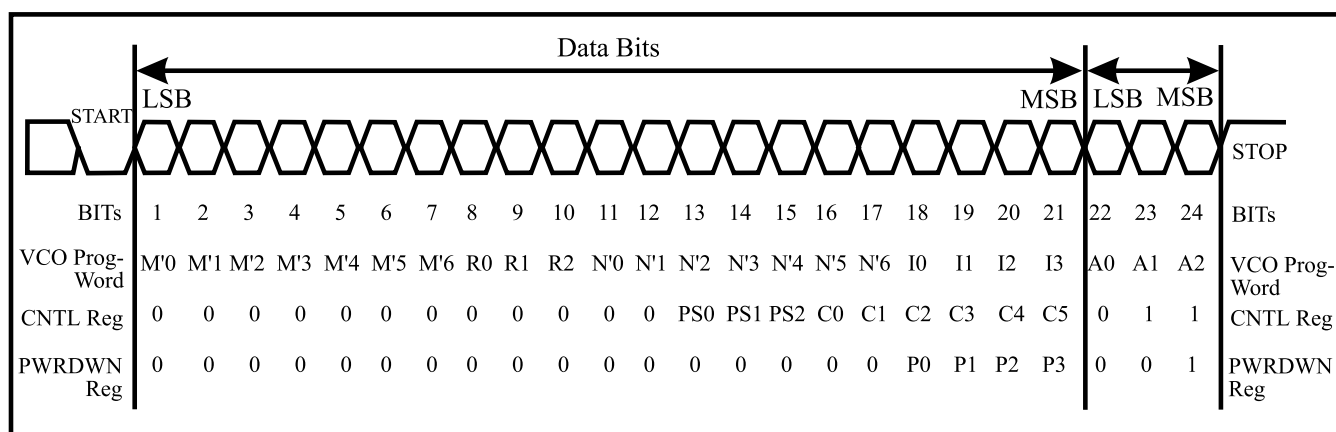 Data Bits
LSB MSB LSB MSB
START
STOP
BITs 1 2 3 4 5 6 7 8 9 10 11 12 13 14 15 16 17 18 19 20 21 22 23 24 BITs
VCO Prog- M'0 M'1 M'2 M'3 M'4 M'5 M'6 R0 R1 R2 N'0 N'1 N'2 N'3 N'4 N'5 N'6 I0 I1 I2 I3 A0 A1 A2 VCO Prog-
Word Word
CNTL Reg 0 0 0 0 0 0 0 0 0 0 0 0 PS0 PS1 PS2 C0 C1 C2 C3 C4 C5 0 1 1 CNTL Reg
PWRDWN 0 0 0 0 0 0 0 0 0 0 0 0 0 0 0 0 0 P0 P1 P2 P3 0 0 1 PWRDWN
Reg Reg